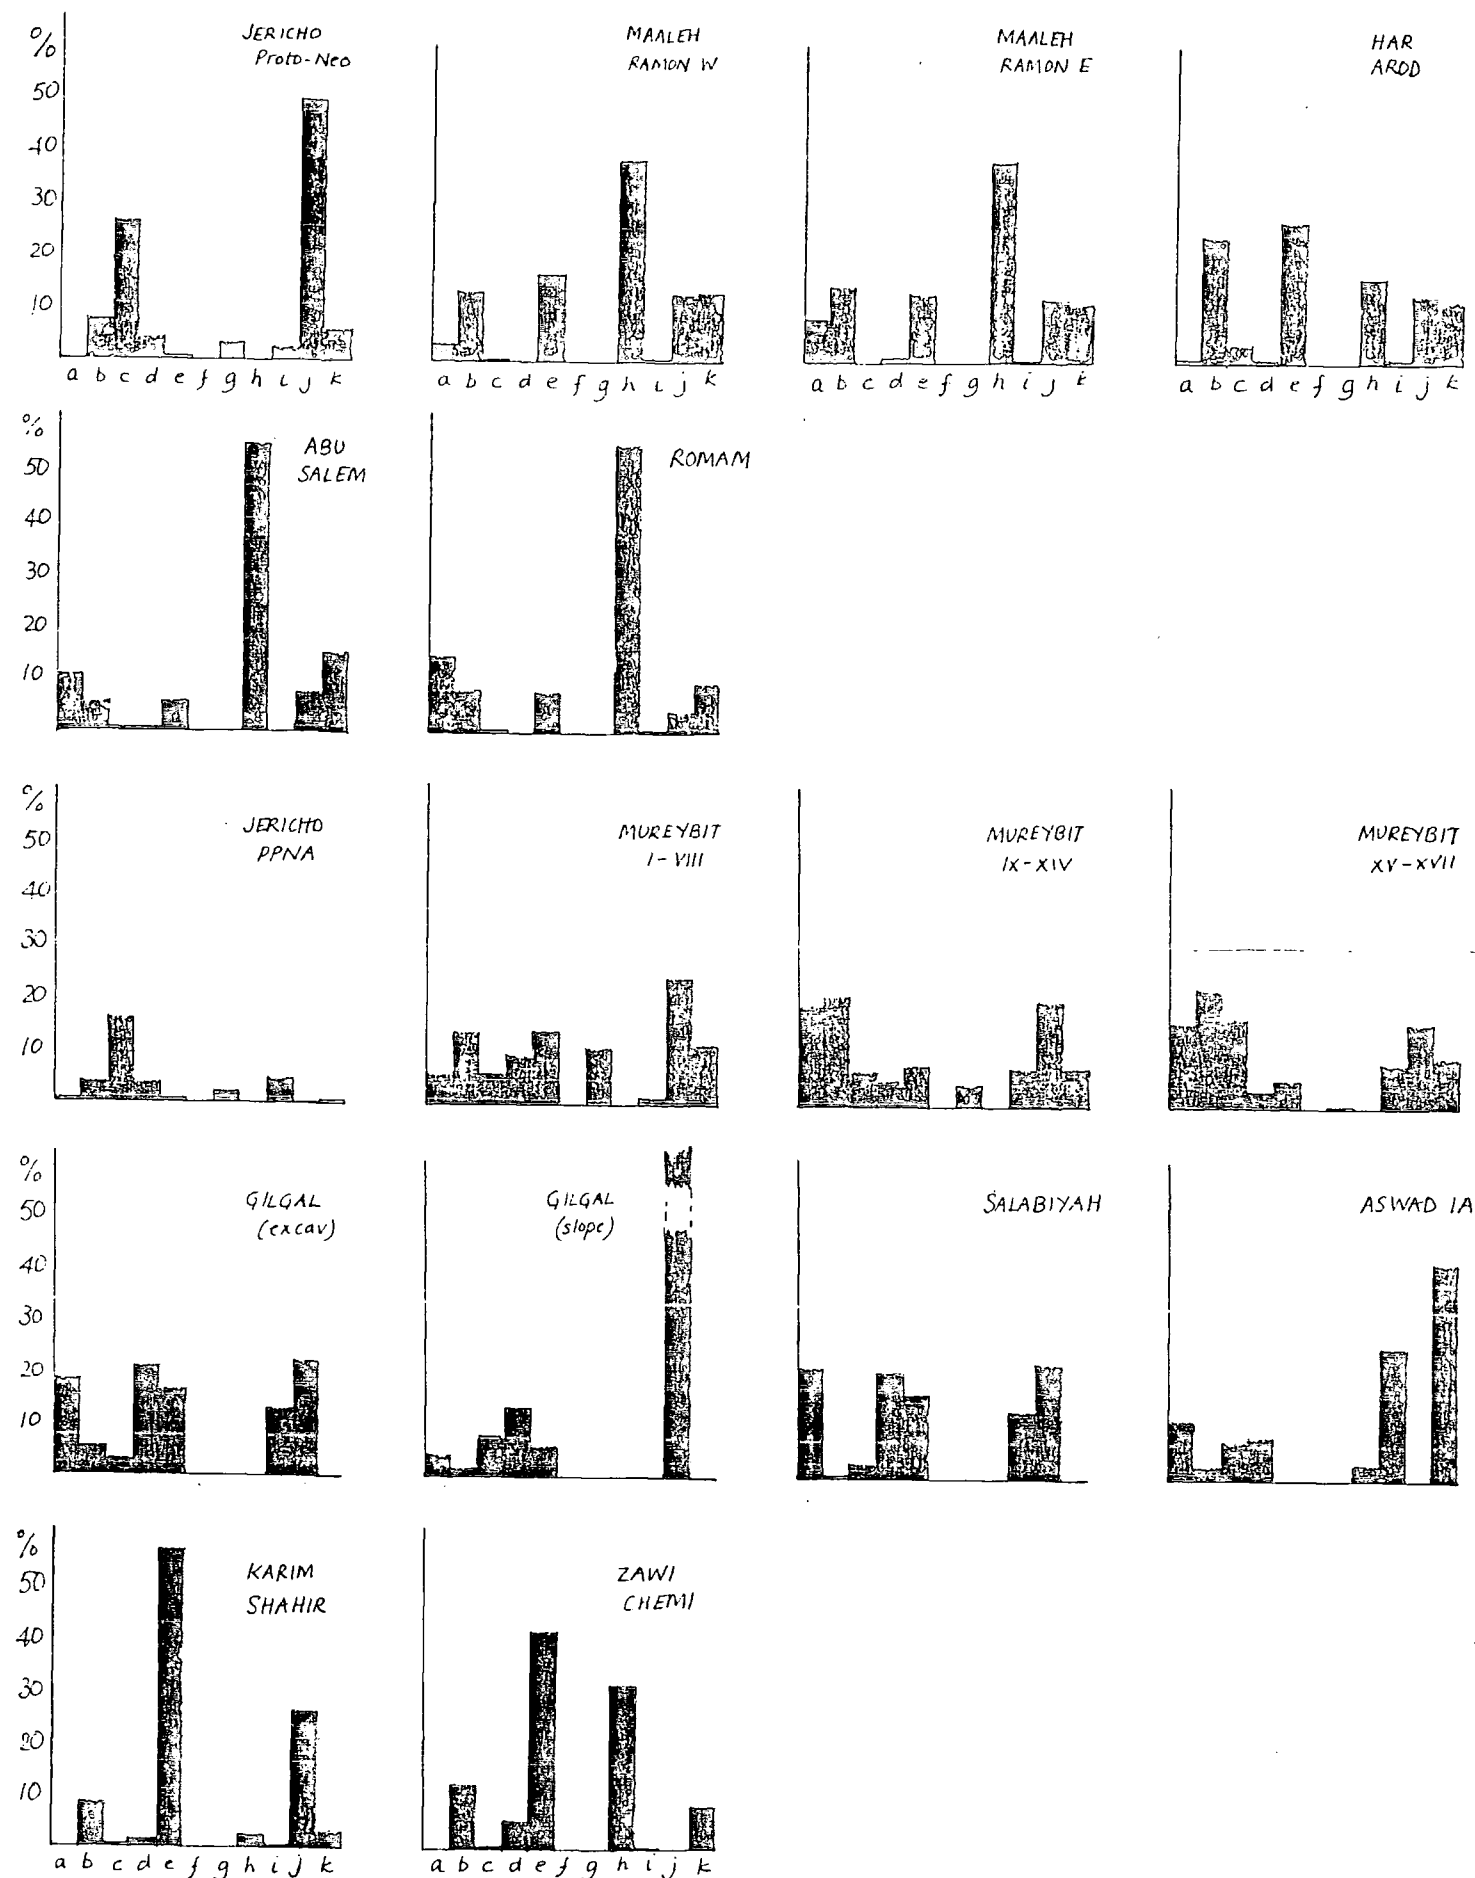 %
50
40
30
20
10
JERICHO
Proto-Neo
MAALEH
RAMON W
MAALEH
RAMON E
HAR
AROD
a b c d e f g h i j k
a b c d e f g h i j k
a b c d e f g h i j k
a b c d e f g h i j k
%
50
40
30
20
10
ABU
SALEM
ROMAM
%
50
40
30
20
10
JERICHO
PPNA
MUREYBIT
I-VIII
MUREYBIT
IX-XIV
MUREYBIT
XV-XVII
%
50
40
30
20
10
GILGAL
(excav)
GILGAL
(slope)
SALABIYAH
ASWAD IA
%
50
40
30
20
10
KARIM
SHAHIR
ZAWI
CHEMI
a b c d e f g h i j k
a b c d e f g h i j k